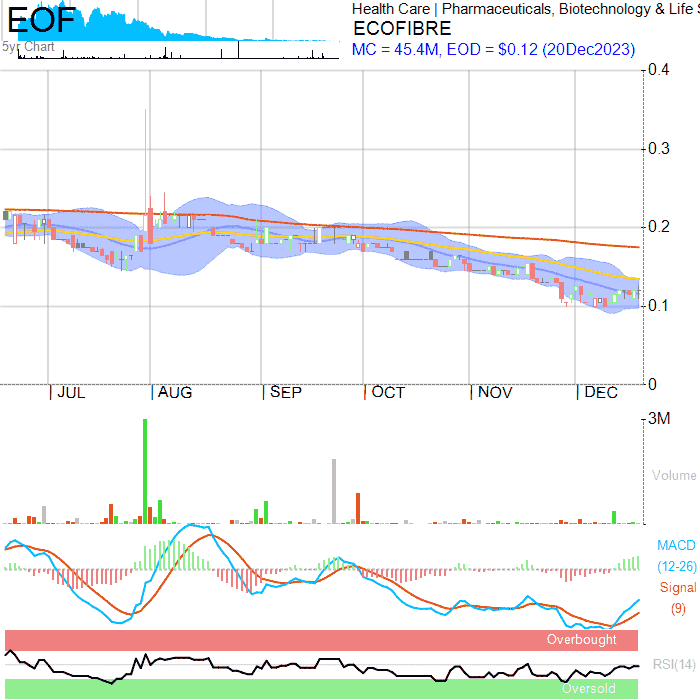 EOF
5yr Chart
Health Care | Pharmaceuticals, Biotechnology & Life S
ECOFIBRE
MC = 45.4M, EOD = $0.12 (20Dec2023)
0.4
0.3
0.2
0.1
0
| JUL | AUG | SEP | OCT | NOV | DEC
3M
Volume
MACD
(12-26)
Signal
(9)
Overbought
RSI(14)
Oversold